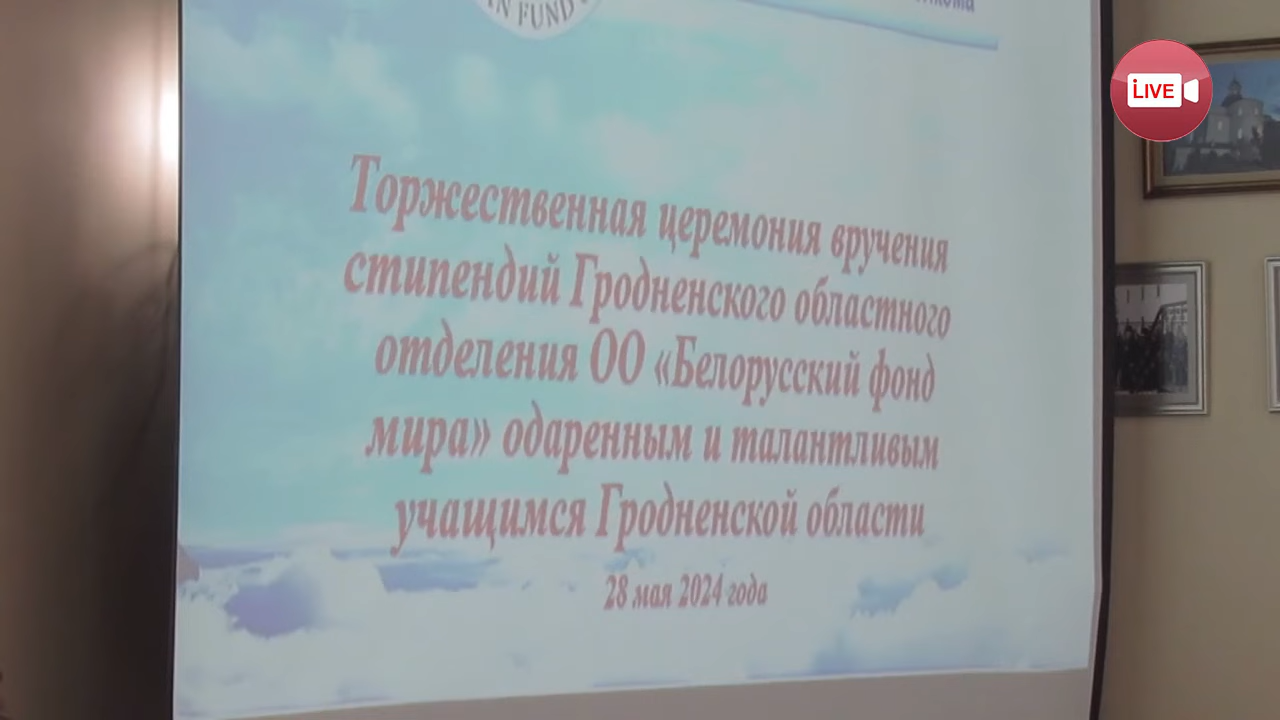 FUND
LIVE
Торжественная церемония вручения
стипендий Гродненского областного
отделения ОО «Белорусский фонд
мира» одаренным и талантливым
учащимся Гродненской области
28 мая 2024 года